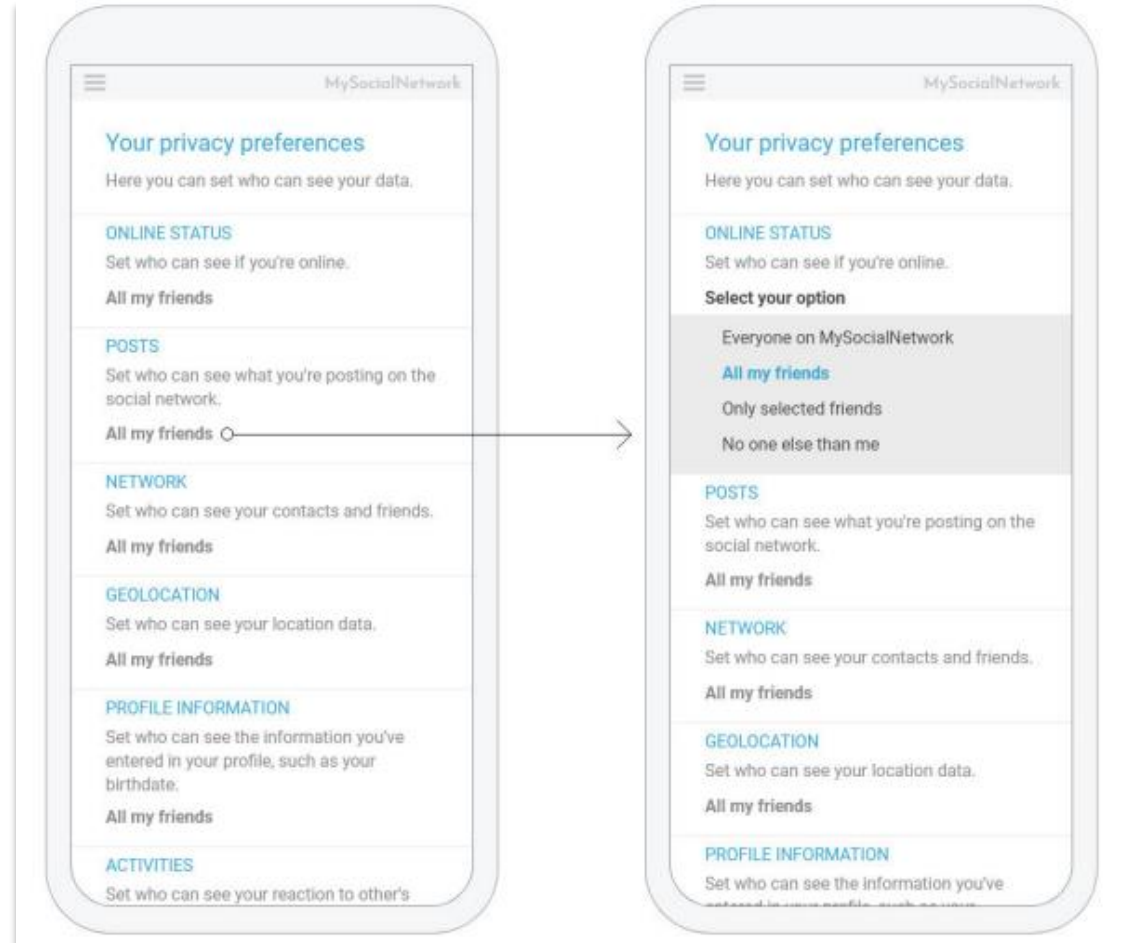 MySocialNetwork
Your privacy preferences
Here you can set who can see your data.
ONLINE STATUS
Set who can see if you're online.
All my friends
POSTS
Set who can see what you're posting on the
social network.
All my friends
NETWORK
Set who can see your contacts and friends.
All my friends
GEOLOCATION
Set who can see your location data.
All my friends
PROFILE INFORMATION
Set who can see the information you've
entered in your profile, such as your
birthdate.
All my friends
ACTIVITIES
Set who can see your reaction to other's
MySocialNetwork
Your privacy preferences
Here you can set who can see your data.
ONLINE STATUS
Set who can see if you're online.
Select your option
Everyone on MySocialNetwork
All my friends
Only selected friends
No one else than me
POSTS
Set who can see what you're posting on the
social network.
All my friends
NETWORK
Set who can see your contacts and friends.
All my friends
GEOLOCATION
Set who can see your location data.
All my friends
PROFILE INFORMATION
Set who can see the information you've